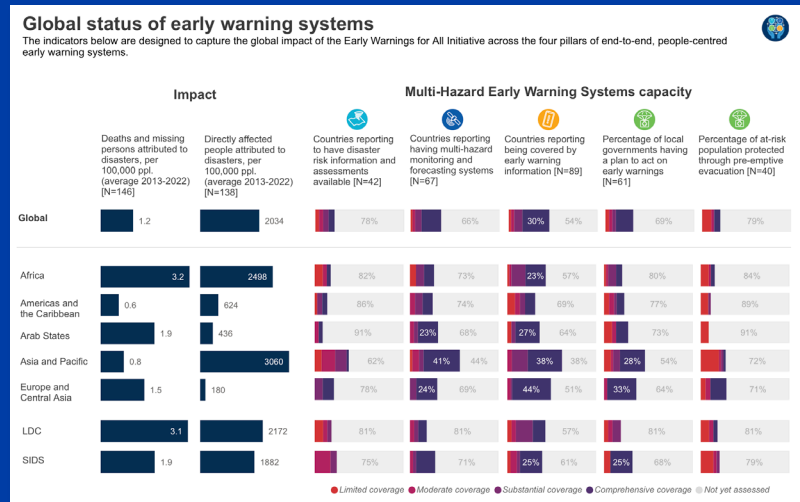 Global status of early warning systems
The indicators below are designed to capture the global impact of the Early Warnings for All Initiative across the four pillars of end-to-end, people-centred
early warning systems.
Impact
Multi-Hazard Early Warning Systems capacity
Deaths and missing
persons attributed to
disasters, per
100,000 ppl.
(average 2013-2022)
[N=146]
Directly affected
people attributed to
disasters, per
100,000 ppl.
(average 2013-2022)
[N=138]
Countries reporting
to have disaster
risk information and
assessments
available [N=42]
Countries reporting
having multi-hazard
monitoring and
forecasting systems
[N=67]
Countries reporting
being covered by
early warning
information [N=89]
Percentage of local
governments having
a plan to act on
early warnings
[N=61]
Percentage of at-risk
population protected
through pre-emptive
evacuation [N=40]
Global 1.2 2034 78% 66% 30% 54% 69% 79%
Africa 3.2 2498 82% 73% 23% 57% 80% 84%
Americas and
the Caribbean 0.6 624 86% 74% 69% 77% 89%
Arab States 1.9 436 91% 23% 68% 27% 64% 73% 91%
Asia and Pacific 0.8 3060 62% 41% 44% 38% 38% 28% 54% 72%
Europe and
Central Asia 1.5 180 78% 24% 69% 44% 51% 33% 64% 71%
LDC 3.1 2172 81% 81% 57% 81% 81%
SIDS 1.9 1882 75% 71% 25% 61% 25% 68% 79%
Limited coverage Moderate coverage Substantial coverage Comprehensive coverage Not yet assessed